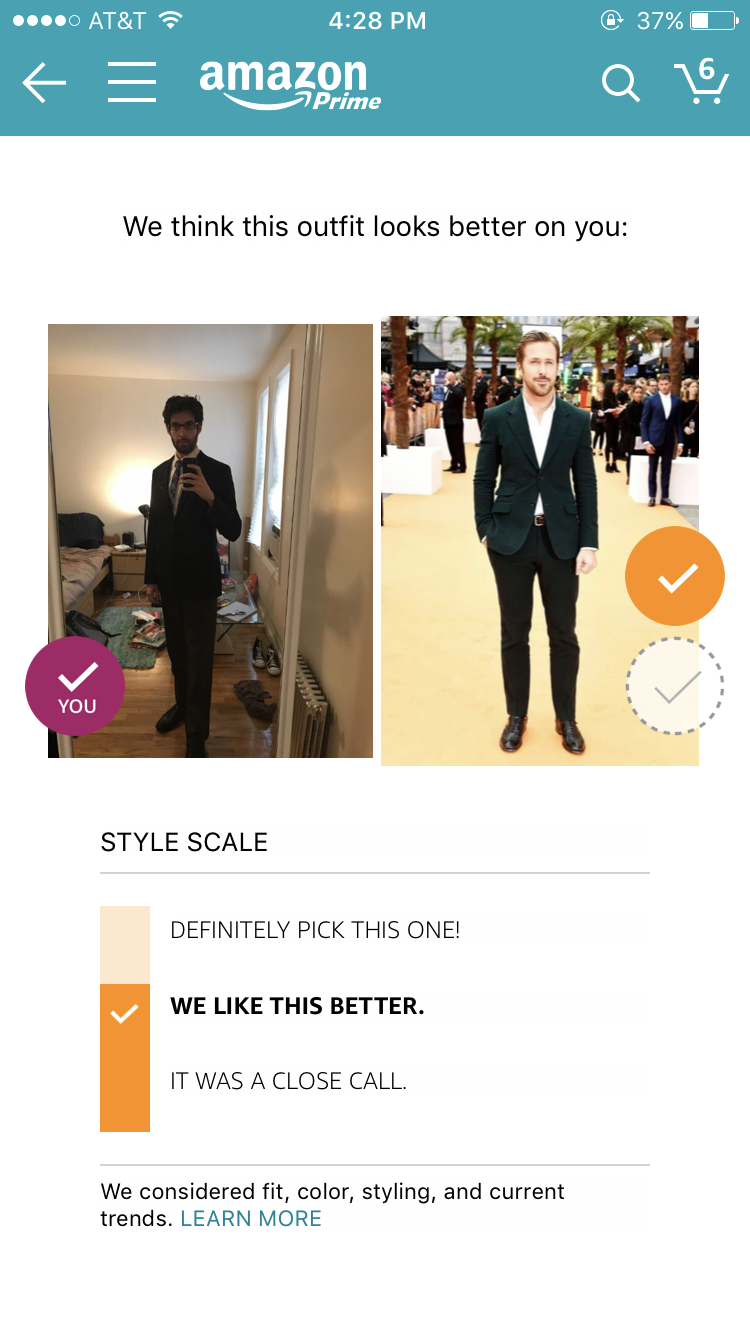 AT&T 4:28 PM 37%
amazon 6
Prime
We think this outfit looks better on you:
YOU
STYLE SCALE
DEFINITELY PICK THIS ONE!
WE LIKE THIS BETTER.
IT WAS A CLOSE CALL.
We considered fit, color, styling, and current
trends. LEARN MORE